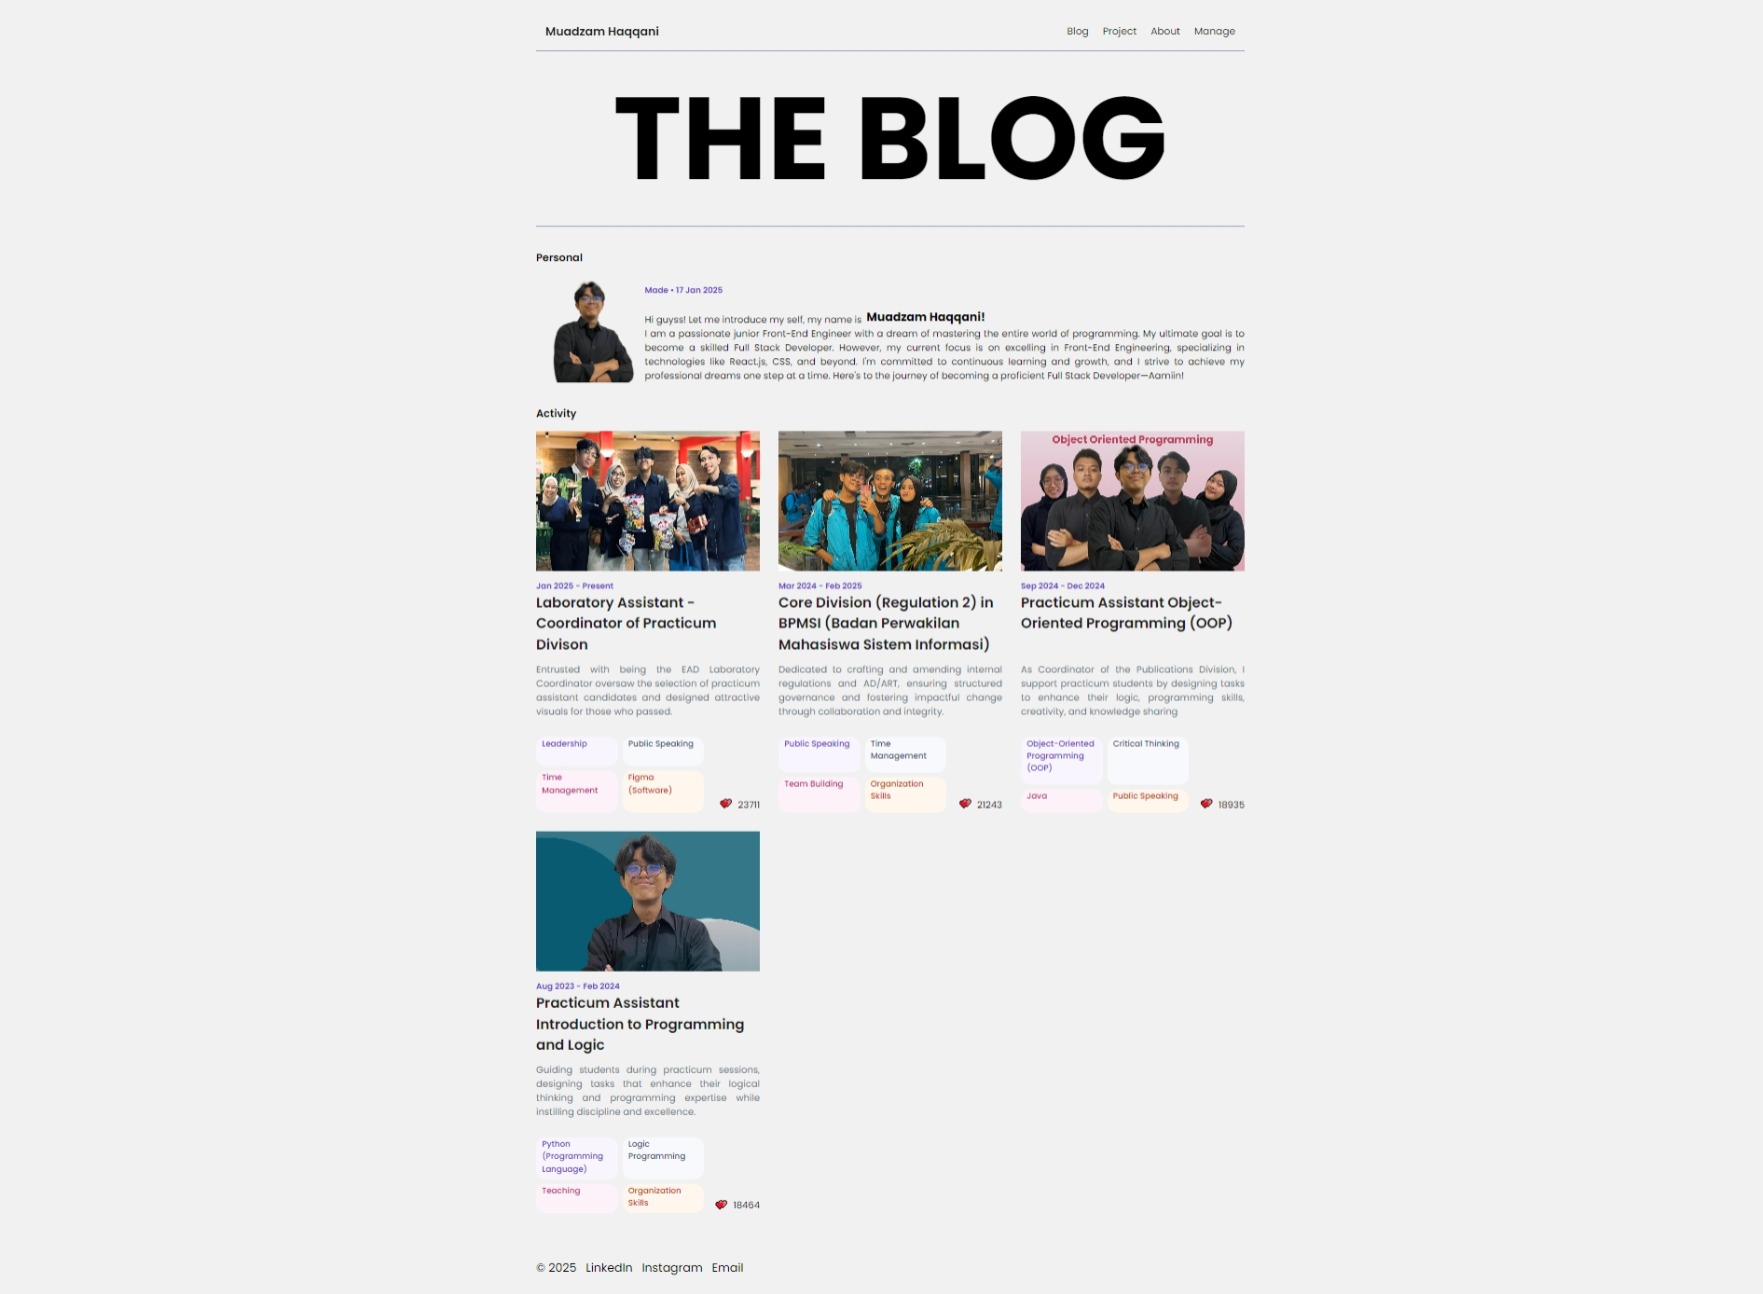 Muadzam Haqqani
Blog Project About Manage
THE BLOG
Personal
Made • 17 Jan 2025
Hi guyss! Let me introduce my self, my name is Muadzam Haqqani!
I am a passionate junior Front-End Engineer with a dream of mastering the entire world of programming. My ultimate goal is to
become a skilled Full Stack Developer. However, my current focus is on excelling in Front-End Engineering, specializing in
technologies like React.js, CSS, and beyond. I'm committed to continuous learning and growth, and I strive to achieve my
professional dreams one step at a time. Here's to the journey of becoming a proficient Full Stack Developer—Aamiin!
Activity
Jan 2025 - Present
Laboratory Assistant -
Coordinator of Practicum
Divison
Entrusted with being the EAD Laboratory
Coordinator oversaw the selection of practicum
assistant candidates and designed attractive
visuals for those who passed.
Leadership
Public Speaking
Time
Management
Figma
(Software)
23711
Mar 2024 - Feb 2025
Core Division (Regulation 2) in
BPMSI (Badan Perwakilan
Mahasiswa Sistem Informasi)
Dedicated to crafting and amending internal
regulations and AD/ART, ensuring structured
governance and fostering impactful change
through collaboration and integrity.
Public Speaking
Time
Management
Team Building
Organization
Skills
21243
Object Oriented Programming
Sep 2024 - Dec 2024
Practicum Assistant Object-
Oriented Programming (OOP)
As Coordinator of the Publications Division, I
support practicum students by designing tasks
to enhance their logic, programming skills,
creativity, and knowledge sharing
Object-Oriented
Programming
(OOP)
Critical Thinking
Java
Public Speaking
18935
Aug 2023 - Feb 2024
Practicum Assistant
Introduction to Programming
and Logic
Guiding students during practicum sessions,
designing tasks that enhance their logical
thinking and programming expertise while
instilling discipline and excellence.
Python
(Programming
Language)
Logic
Programming
Teaching
Organization
Skills
18464
© 2025 LinkedIn Instagram Email